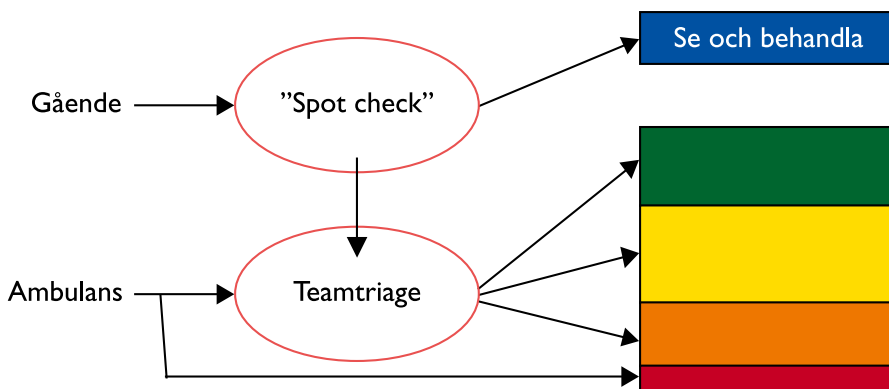 Se och behandla
Gående
”Spot check”
Ambulans
Teamtriage